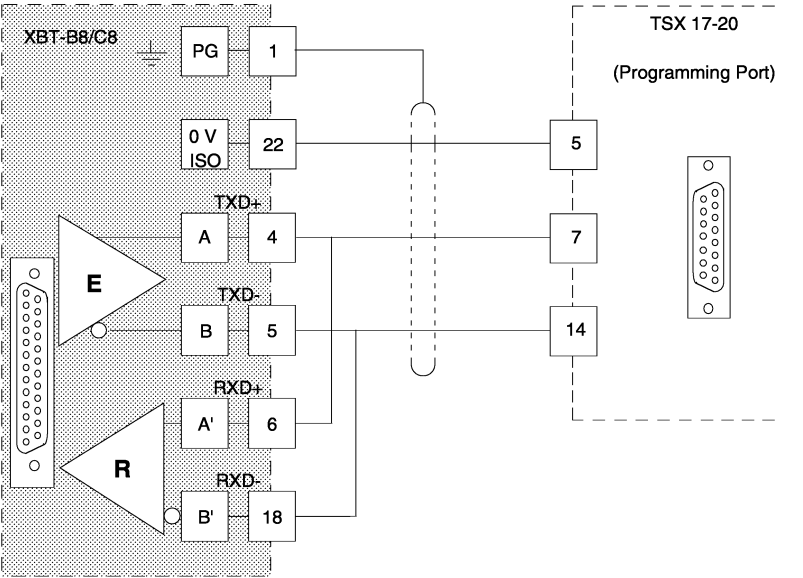 XBT-B8/C8
PG
1
TSX 17-20
(Programming Port)
0 V
ISO
22
5
TXD+
A
4
7
E
TXD-
B
5
14
RXD+
A'
6
R
RXD-
B'
18